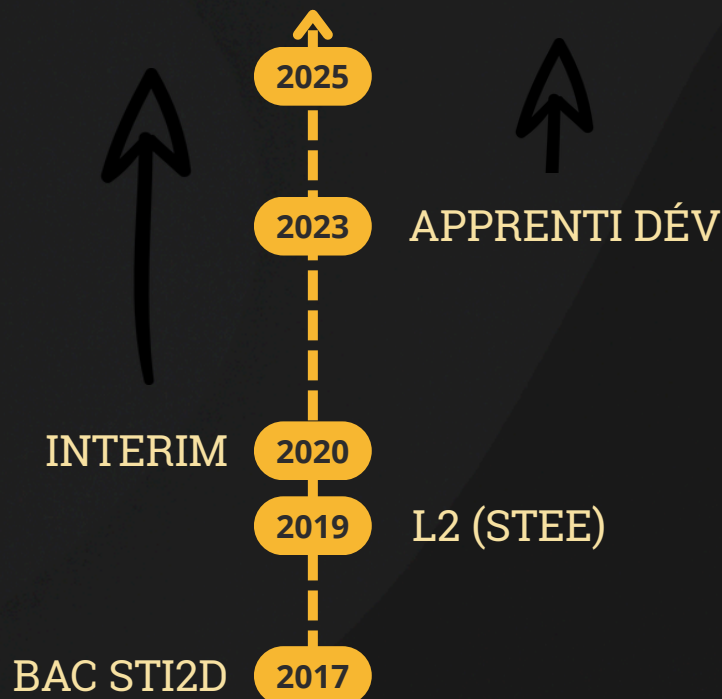 2025
2023 APPRENTI DÉV
INTERIM 2020
2019 L2 (STEE)
BAC STI2D 2017